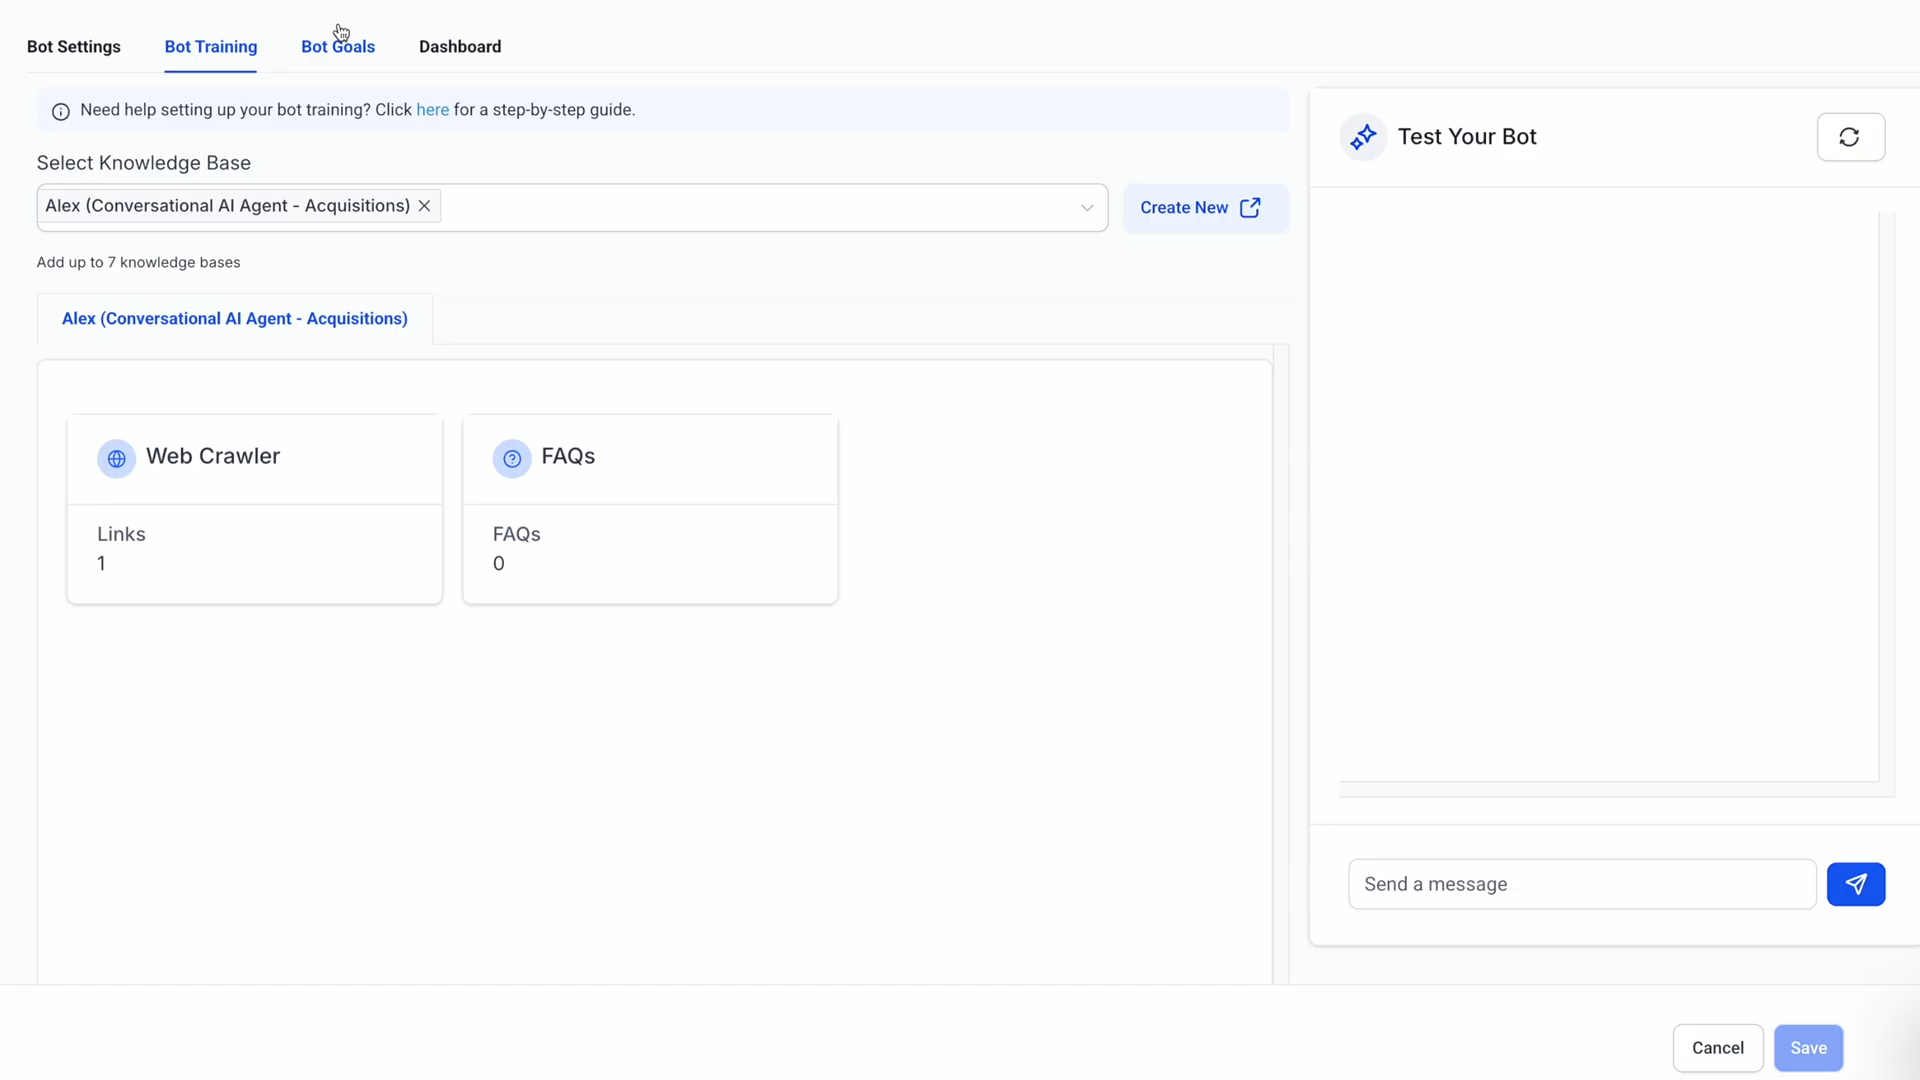 Bot Settings
Bot Training
Bot Goals
Dashboard
Need help setting up your bot training? Click here for a step-by-step guide.
Select Knowledge Base
Alex (Conversational AI Agent - Acquisitions)
Create New
Add up to 7 knowledge bases
Alex (Conversational AI Agent - Acquisitions)
Web Crawler
Links
1
FAQs
FAQs
0
Test Your Bot
Send a message
Cancel
Save